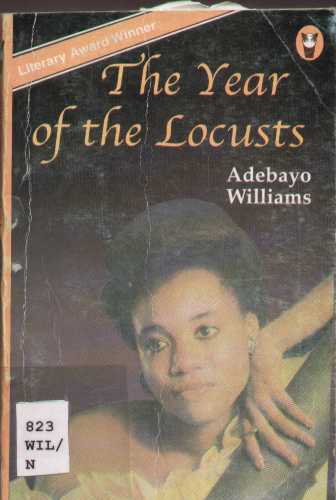 Literary Award Winner
The Year
of the Locusts
Adebayo
Williams
823
WIL/
N